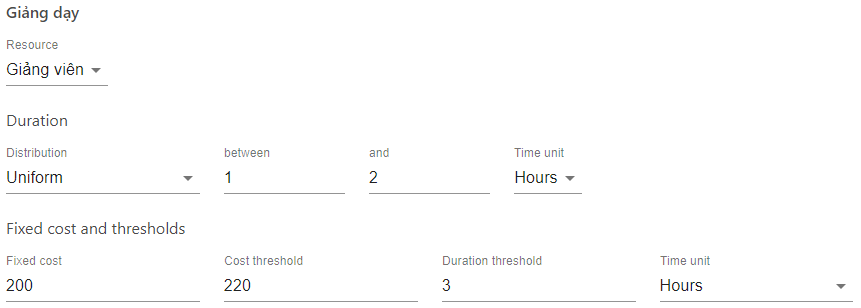 Giảng dạy
Resource
Giảng viên
Duration
Distribution between and Time unit
Uniform 1 2 Hours
Fixed cost and thresholds
Fixed cost Cost threshold Duration threshold Time unit
200 220 3 Hours